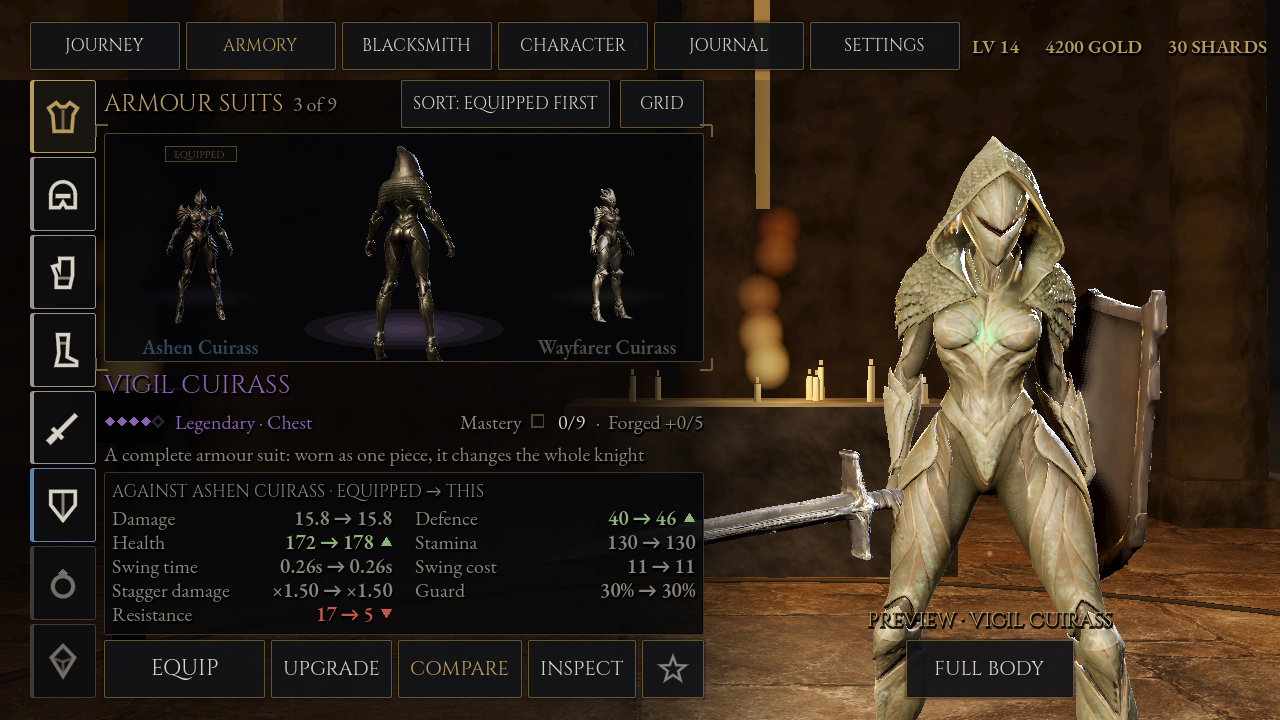 JOURNEY ARMORY BLACKSMITH CHARACTER JOURNAL SETTINGS LV 14 4200 GOLD 30 SHARDS
ARMOUR SUITS 3 of 9 SORT: EQUIPPED FIRST GRID
EQUIPPED
Ashen Cuirass Wayfarer Cuirass
VIGIL CUIRASS
Legendary · Chest Mastery 0/9 · Forged +0/5
A complete armour suit: worn as one piece, it changes the whole knight
AGAINST ASHEN CUIRASS · EQUIPPED → THIS
Damage 15.8 → 15.8 Defence 40 → 46 ▲
Health 172 → 178 ▲ Stamina 130 → 130
Swing time 0.26s → 0.26s Swing cost 11 → 11
Stagger damage ×1.50 → ×1.50 Guard 30% → 30%
Resistance 17 → 5 ▼
PREVIEW · VIGIL CUIRASS
EQUIP UPGRADE COMPARE INSPECT FULL BODY